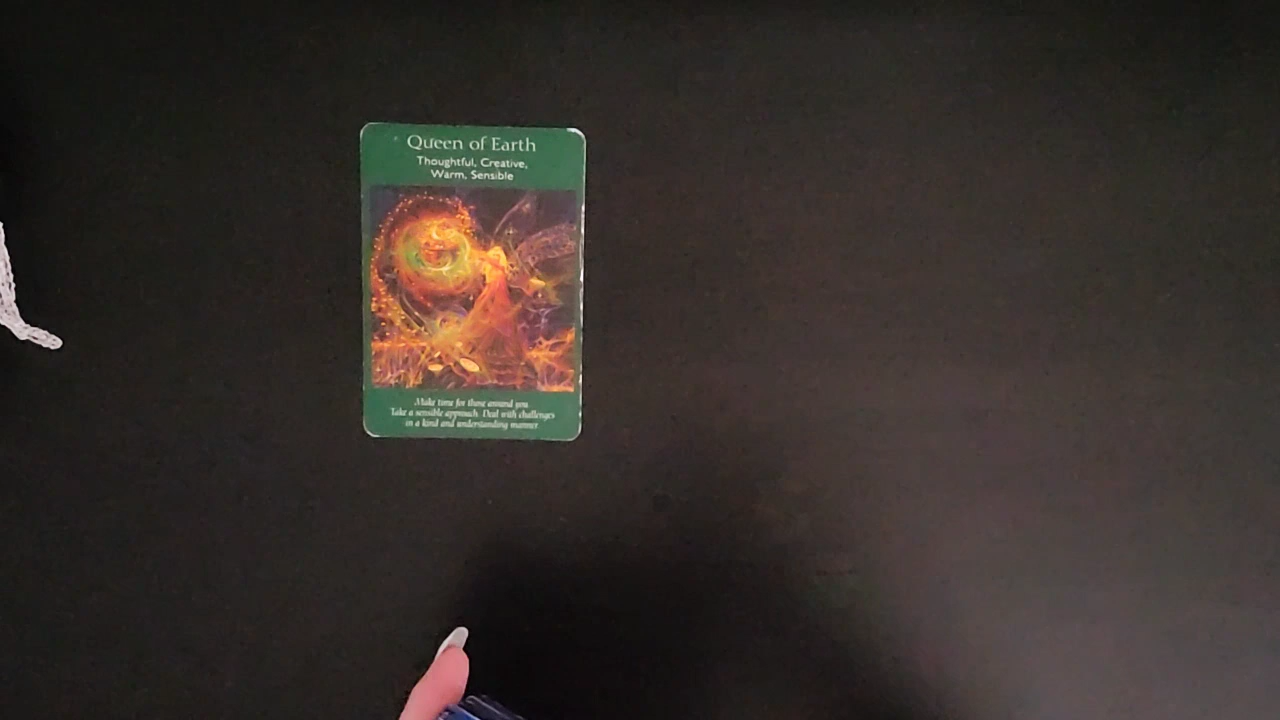 Queen of Earth
Thoughtful, Creative,
Warm, Sensible
Make time for those around you.
Take a sensible approach. Deal with challenges
in a kind and understanding manner